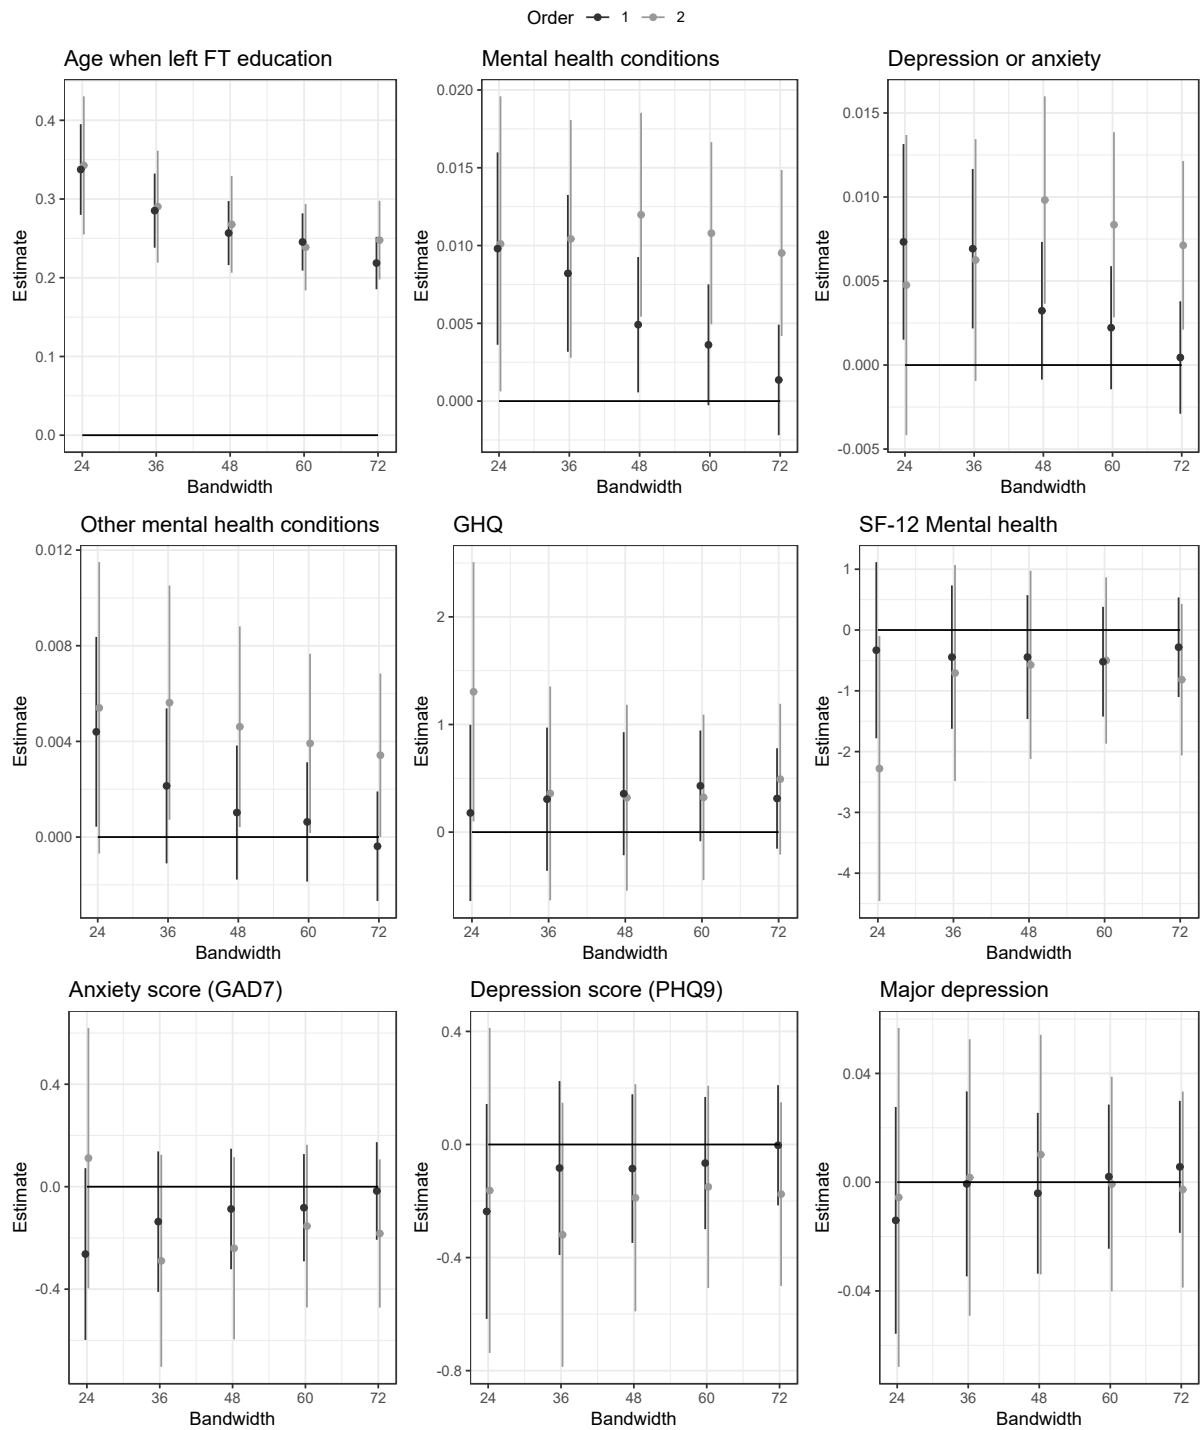 Order 1 2
Age when left FT education
Mental health conditions
Depression or anxiety
Estimate
0.4
0.3
0.2
0.1
0.0
24 36 48 60 72
Bandwidth
Estimate
0.020
0.015
0.010
0.005
0.000
24 36 48 60 72
Bandwidth
Estimate
0.015
0.010
0.005
0.000
-0.005
24 36 48 60 72
Bandwidth
Other mental health conditions
GHQ
SF-12 Mental health
Estimate
0.012
0.008
0.004
0.000
24 36 48 60 72
Bandwidth
Estimate
2
1
0
24 36 48 60 72
Bandwidth
Estimate
1
0
-1
-2
-3
-4
24 36 48 60 72
Bandwidth
Anxiety score (GAD7)
Depression score (PHQ9)
Major depression
Estimate
0.4
0.0
-0.4
24 36 48 60 72
Bandwidth
Estimate
0.4
0.0
-0.4
-0.8
24 36 48 60 72
Bandwidth
Estimate
0.04
0.00
-0.04
24 36 48 60 72
Bandwidth